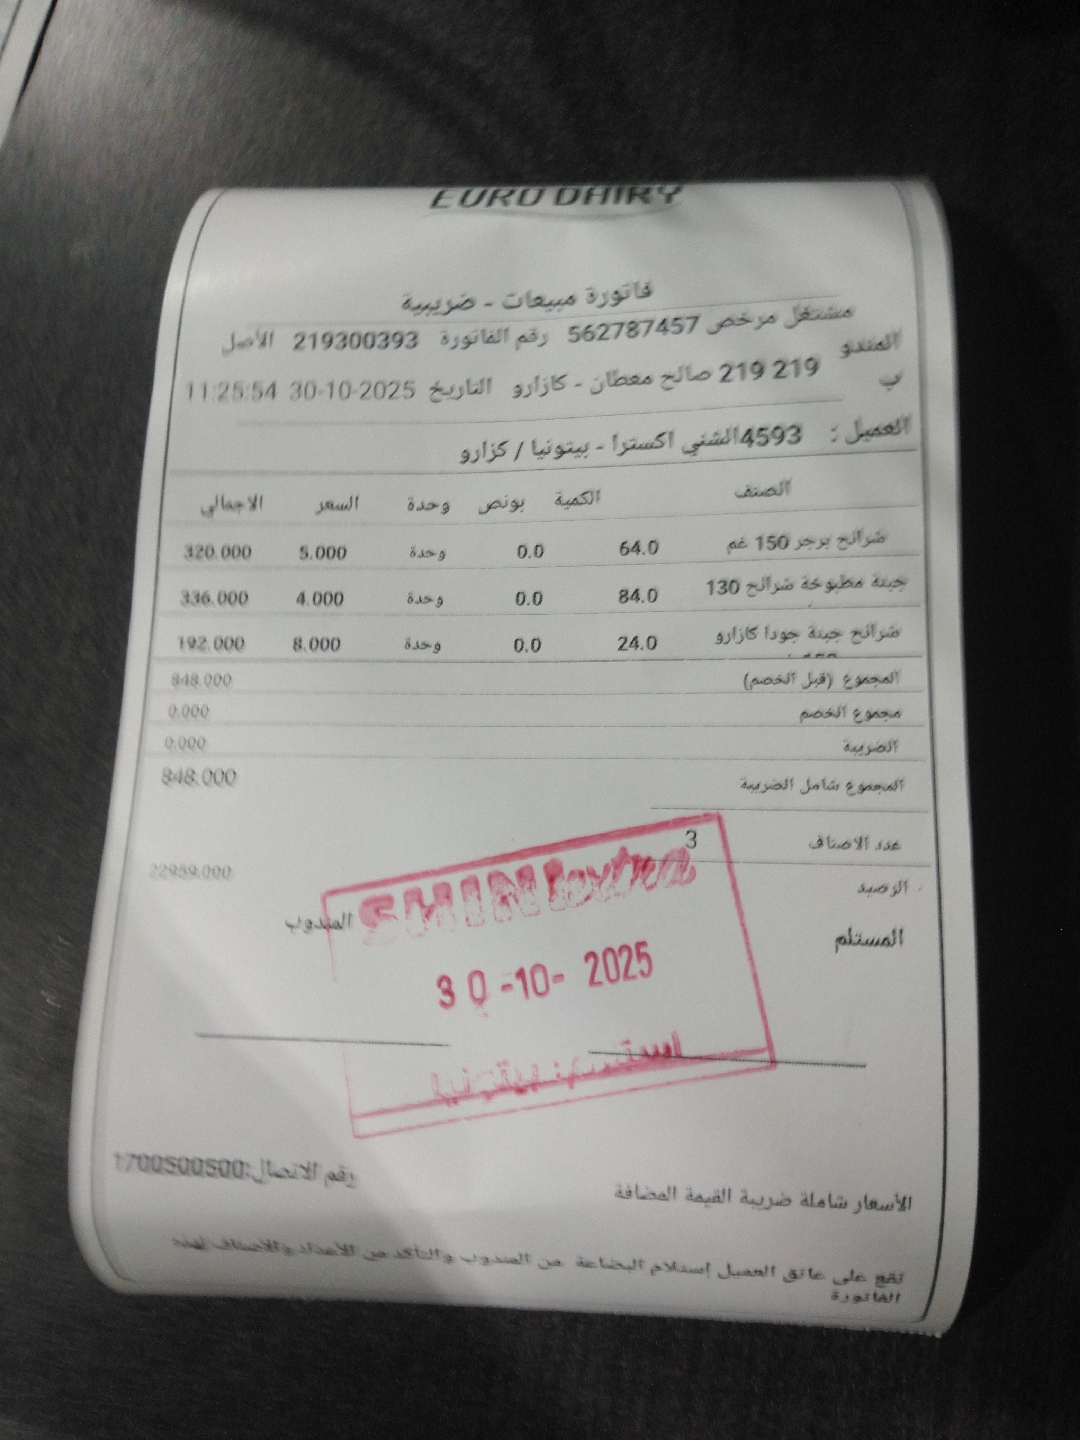 EURO DAIRY
فاتورة مبيعات - ضريبية
مشتغل مرخص 562787457 رقم الفاتورة 219300393 الأصل
المندوب 219 219 صالح معطان - كازارو التاريخ 30-10-2025 11:25:54
العميل : 4593الشني اكسترا - بيتونيا / كزارو
الصنف الكمية بونص وحدة السعر الاجمالي
شرائح برجر 150 غم 64.0 0.0 وحدة 5.000 320.000
جبنة مطبوخة شرائح 130 84.0 0.0 وحدة 4.000 336.000
شرائح جبنة جودا كازارو 24.0 0.0 وحدة 8.000 192.000
المجموع (قبل الخصم) 848.000
مجموع الخصم 0.000
الضريبة 0.000
المجموع شامل الضريبة 848.000
عدد الاصناف 3
الرصيد 22959.000
المستلم المندوب
SHINI extra
30-10-2025
بيتونيا
رقم الاتصال:1700500500
الأسعار شاملة ضريبة القيمة المضافة
تقع على عاتق العميل إستلام البضاعة من المندوب والتأكد من الأعداد والأصناف لهذه
الفاتورة